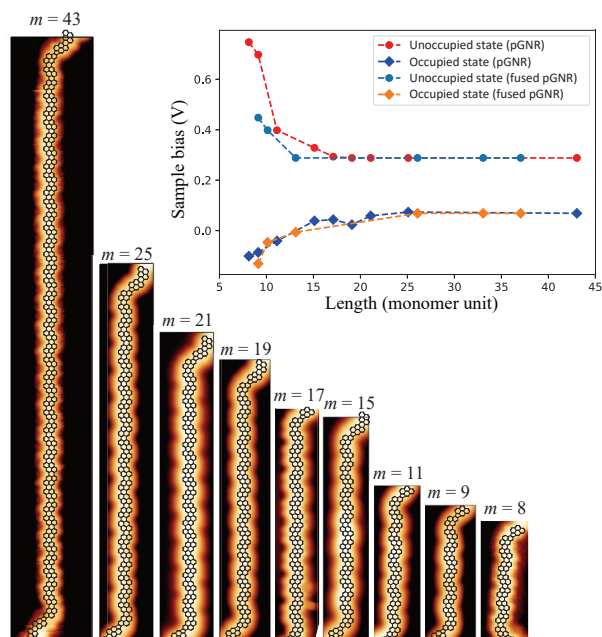 m = 43
Unoccupied state (pGNR)
Occupied state (pGNR)
Unoccupied state (fused pGNR)
Occupied state (fused pGNR)
Sample bias (V)
0.6
0.4
0.2
0.0
5 10 15 20 25 30 35 40 45
Length (monomer unit)
m = 25
m = 21
m = 19
m = 17
m = 15
m = 11
m = 9
m = 8